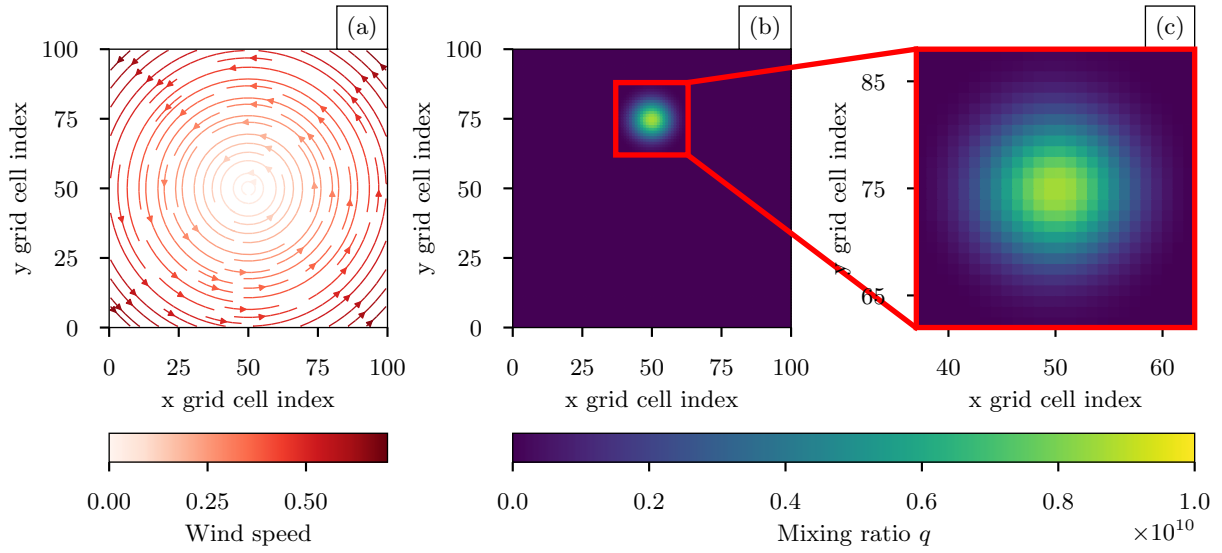 (a)
100
75
50
25
0
y grid cell index
0 25 50 75 100
x grid cell index
0.00 0.25 0.50
Wind speed
(b)
100
75
50
25
0
y grid cell index
0 25 50 75 100
x grid cell index
(c)
85
75
65
y grid cell index
40 50 60
x grid cell index
0.0 0.2 0.4 0.6 0.8 1.0
Mixing ratio q
×10¹⁰